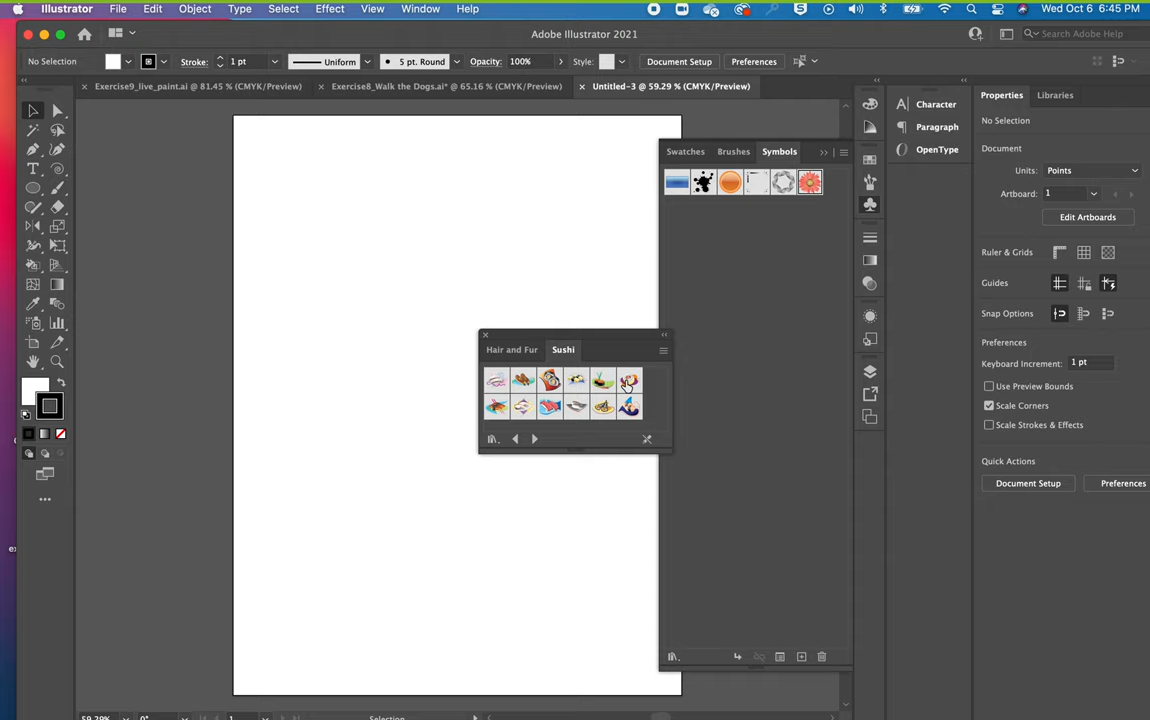 Illustrator File Edit Object Type Select Effect View Window Help Wed Oct 6 6:45 PM
Adobe Illustrator 2021
Search Adobe Help
No Selection Stroke: 1 pt Uniform 5 pt. Round Opacity: 100% Style: Document Setup Preferences
Exercise9_live_paint.ai @ 81.45 % (CMYK/Preview)
Exercise8_Walk the Dogs.ai* @ 65.16 % (CMYK/Preview)
Untitled-3 @ 59.29 % (CMYK/Preview)
Swatches Brushes Symbols
Hair and Fur Sushi
Character
Paragraph
OpenType
Properties Libraries
No Selection
Document
Units: Points
Artboard: 1
Edit Artboards
Ruler & Grids
Guides
Snap Options
Preferences
Keyboard Increment: 1 pt
Use Preview Bounds
Scale Corners
Scale Strokes & Effects
Quick Actions
Document Setup Preferences
ex
59.29% 0° 1 Selection